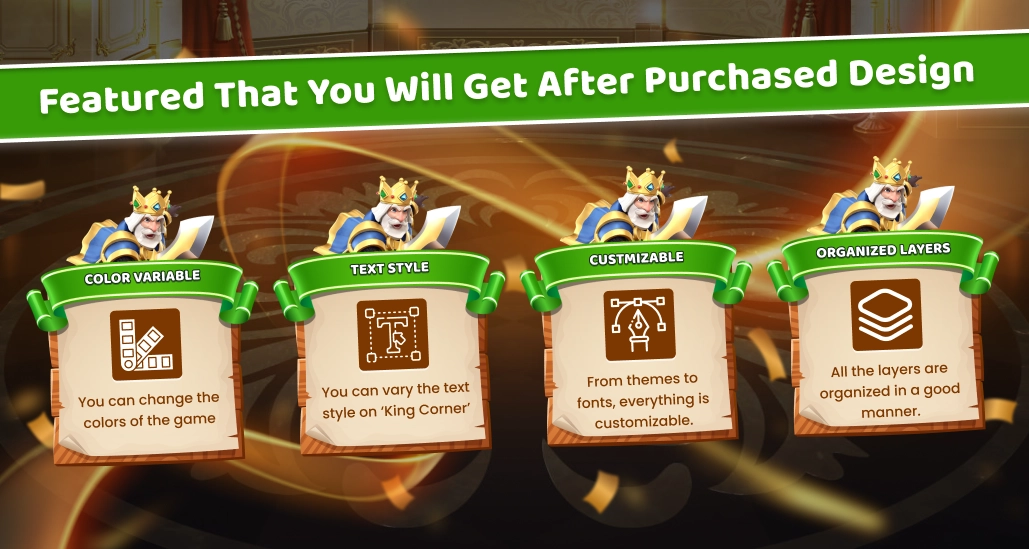 Featured That You Will Get After Purchased Design
COLOR VARIABLE
You can change the
colors of the game
TEXT STYLE
You can vary the text
style on ‘King Corner’
CUSTMIZABLE
From themes to
fonts, everything is
customizable.
ORGANIZED LAYERS
All the layers are
organized in a good
manner.